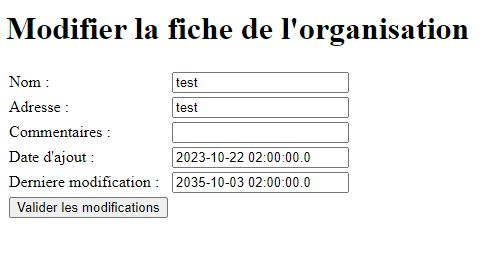 Modifier la fiche de l'organisation
Nom : test
Adresse : test
Commentaires :
Date d'ajout : 2023-10-22 02:00:00.0
Derniere modification : 2035-10-03 02:00:00.0
Valider les modifications